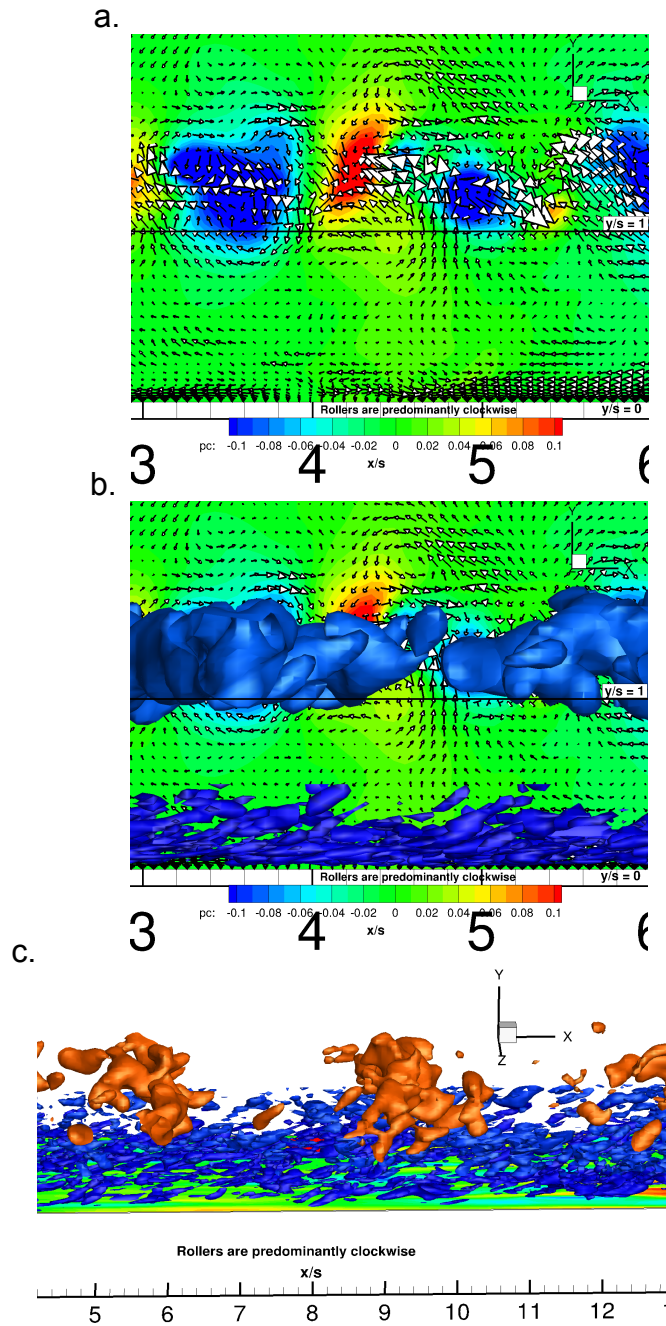 a.
Y
X
y/s = 1
Rollers are predominantly clockwise
y/s = 0
pc: -0.1 -0.08 -0.06 -0.04 -0.02 0 0.02 0.04 0.06 0.08 0.1
3 4 5 6
x/s
b.
Y
X
y/s = 1
Rollers are predominantly clockwise
y/s = 0
pc: -0.1 -0.08 -0.06 -0.04 -0.02 0 0.02 0.04 0.06 0.08 0.1
3 4 5 6
x/s
c.
Y
X
Z
Rollers are predominantly clockwise
x/s
5 6 7 8 9 10 11 12 1